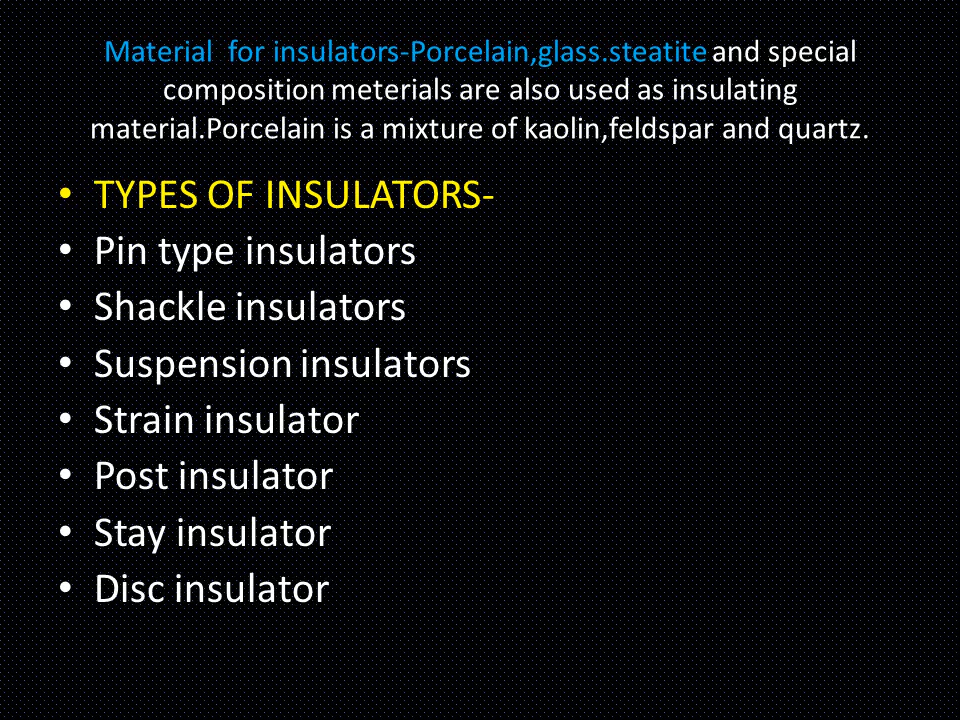 Material  for insulators-Porcelain,glass.steatite and special
composition meterials are also used as insulating
material.Porcelain is a mixture of kaolin,feldspar and quartz.
• TYPES OF INSULATORS-
• Pin type insulators
• Shackle insulators
• Suspension insulators
• Strain insulator
• Post insulator
• Stay insulator
• Disc insulator